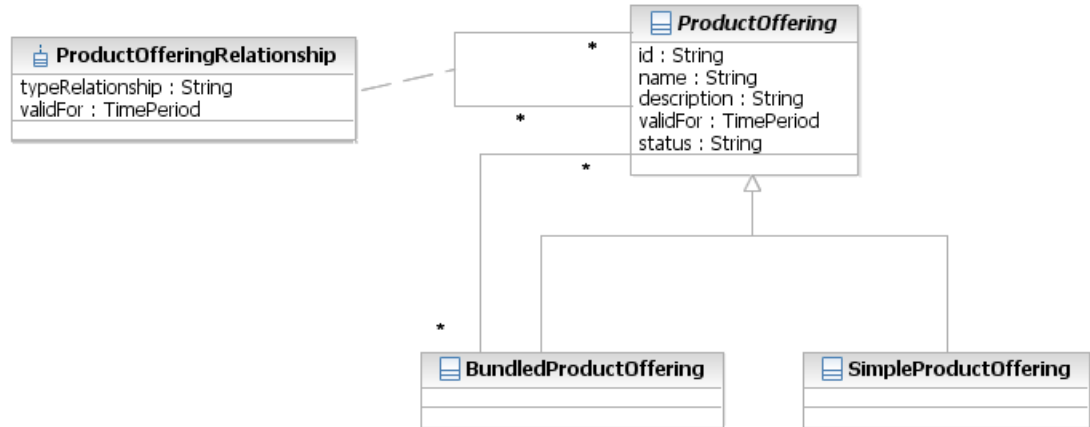 ProductOffering
id : String
name : String
description : String
validFor : TimePeriod
status : String
ProductOfferingRelationship
typeRelationship : String
validFor : TimePeriod
*
*
*
*
BundledProductOffering
SimpleProductOffering